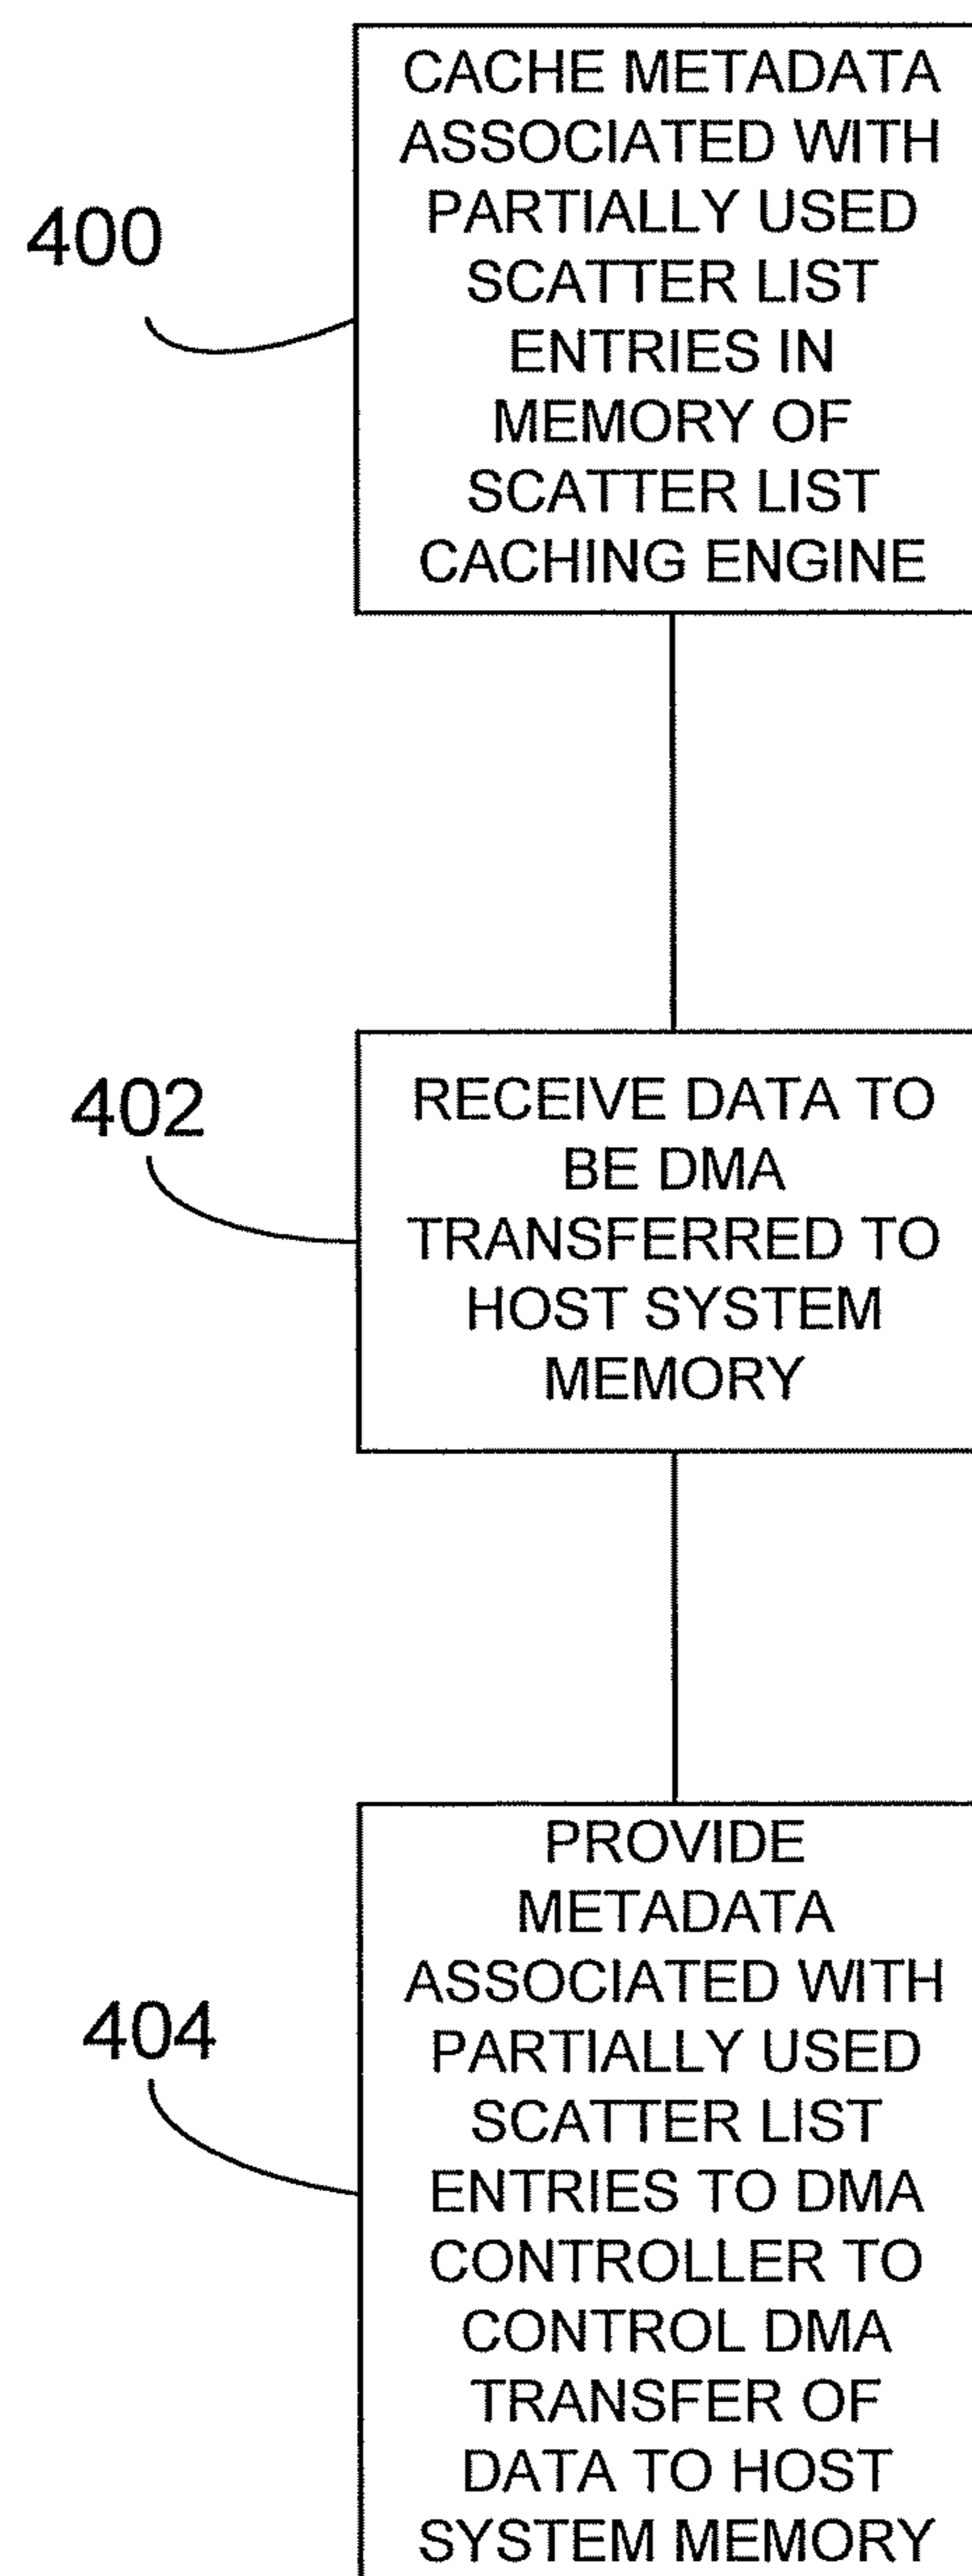 CACHE METADATA
ASSOCIATED WITH
PARTIALLY USED
SCATTER LIST
ENTRIES IN
MEMORY OF
SCATTER LIST
CACHING ENGINE
400
RECEIVE DATA TO
BE DMA
TRANSFERRED TO
HOST SYSTEM
MEMORY
402
PROVIDE
METADATA
ASSOCIATED WITH
PARTIALLY USED
SCATTER LIST
ENTRIES TO DMA
CONTROLLER TO
CONTROL DMA
TRANSFER OF
DATA TO HOST
SYSTEM MEMORY
404